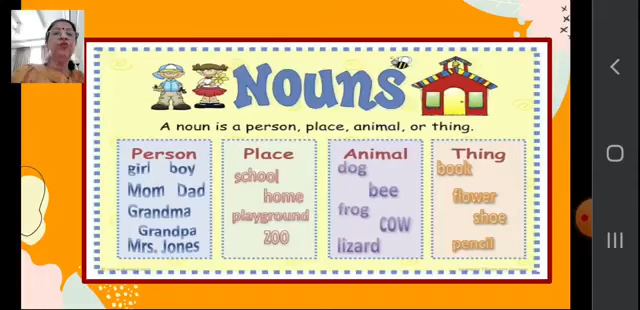 Nouns
A noun is a person, place, animal, or thing.
Person
girl boy
Mom Dad
Grandma
Grandpa
Mrs. Jones
Place
school
home
playground
zoo
Animal
dog
bee
frog
cow
lizard
Thing
book
flower
shoe
pencil